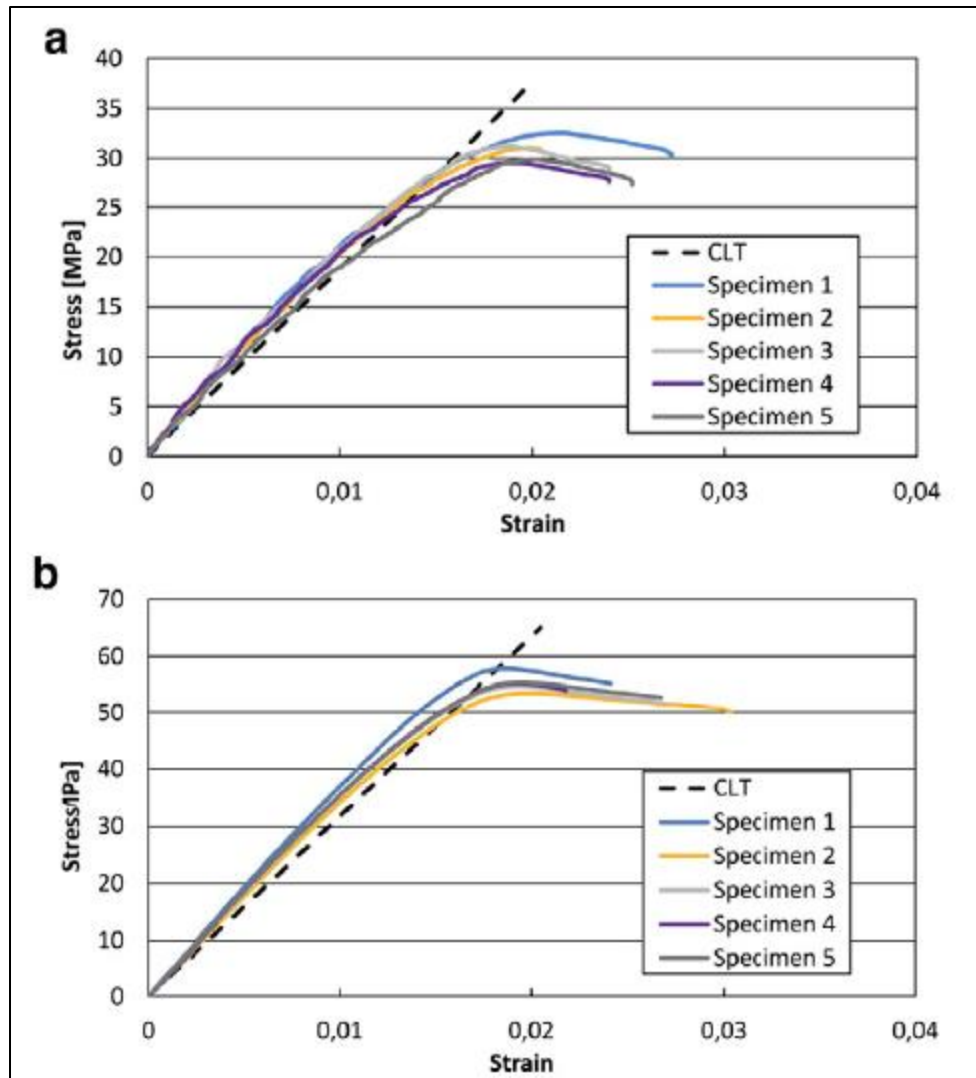 a
40
35
30
25
20
15
10
5
0
Stress [MPa]
CLT
Specimen 1
Specimen 2
Specimen 3
Specimen 4
Specimen 5
0 0,01 0,02 0,03 0,04
Strain
b
70
60
50
40
30
20
10
0
Stress/IPa]
CLT
Specimen 1
Specimen 2
Specimen 3
Specimen 4
Specimen 5
0 0,01 0,02 0,03 0,04
Strain